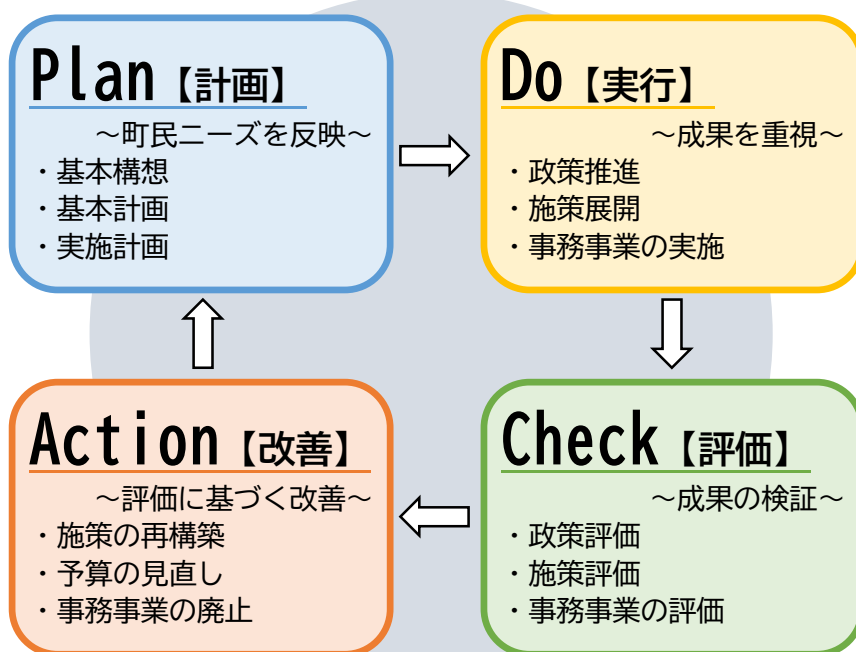 Plan【計画】
～町民ニーズを反映～
・基本構想
・基本計画
・実施計画
Do【実行】
～成果を重視～
・政策推進
・施策展開
・事務事業の実施
Check【評価】
～成果の検証～
・政策評価
・施策評価
・事務事業の評価
Action【改善】
～評価に基づく改善～
・施策の再構築
・予算の見直し
・事務事業の廃止